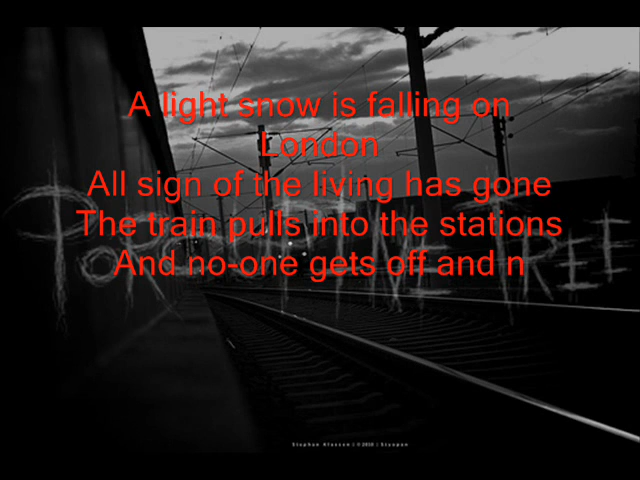 A light snow is falling on
London
All sign of the living has gone
The train pulls into the stations
And no-one gets off and n
PORCUPINE TREE